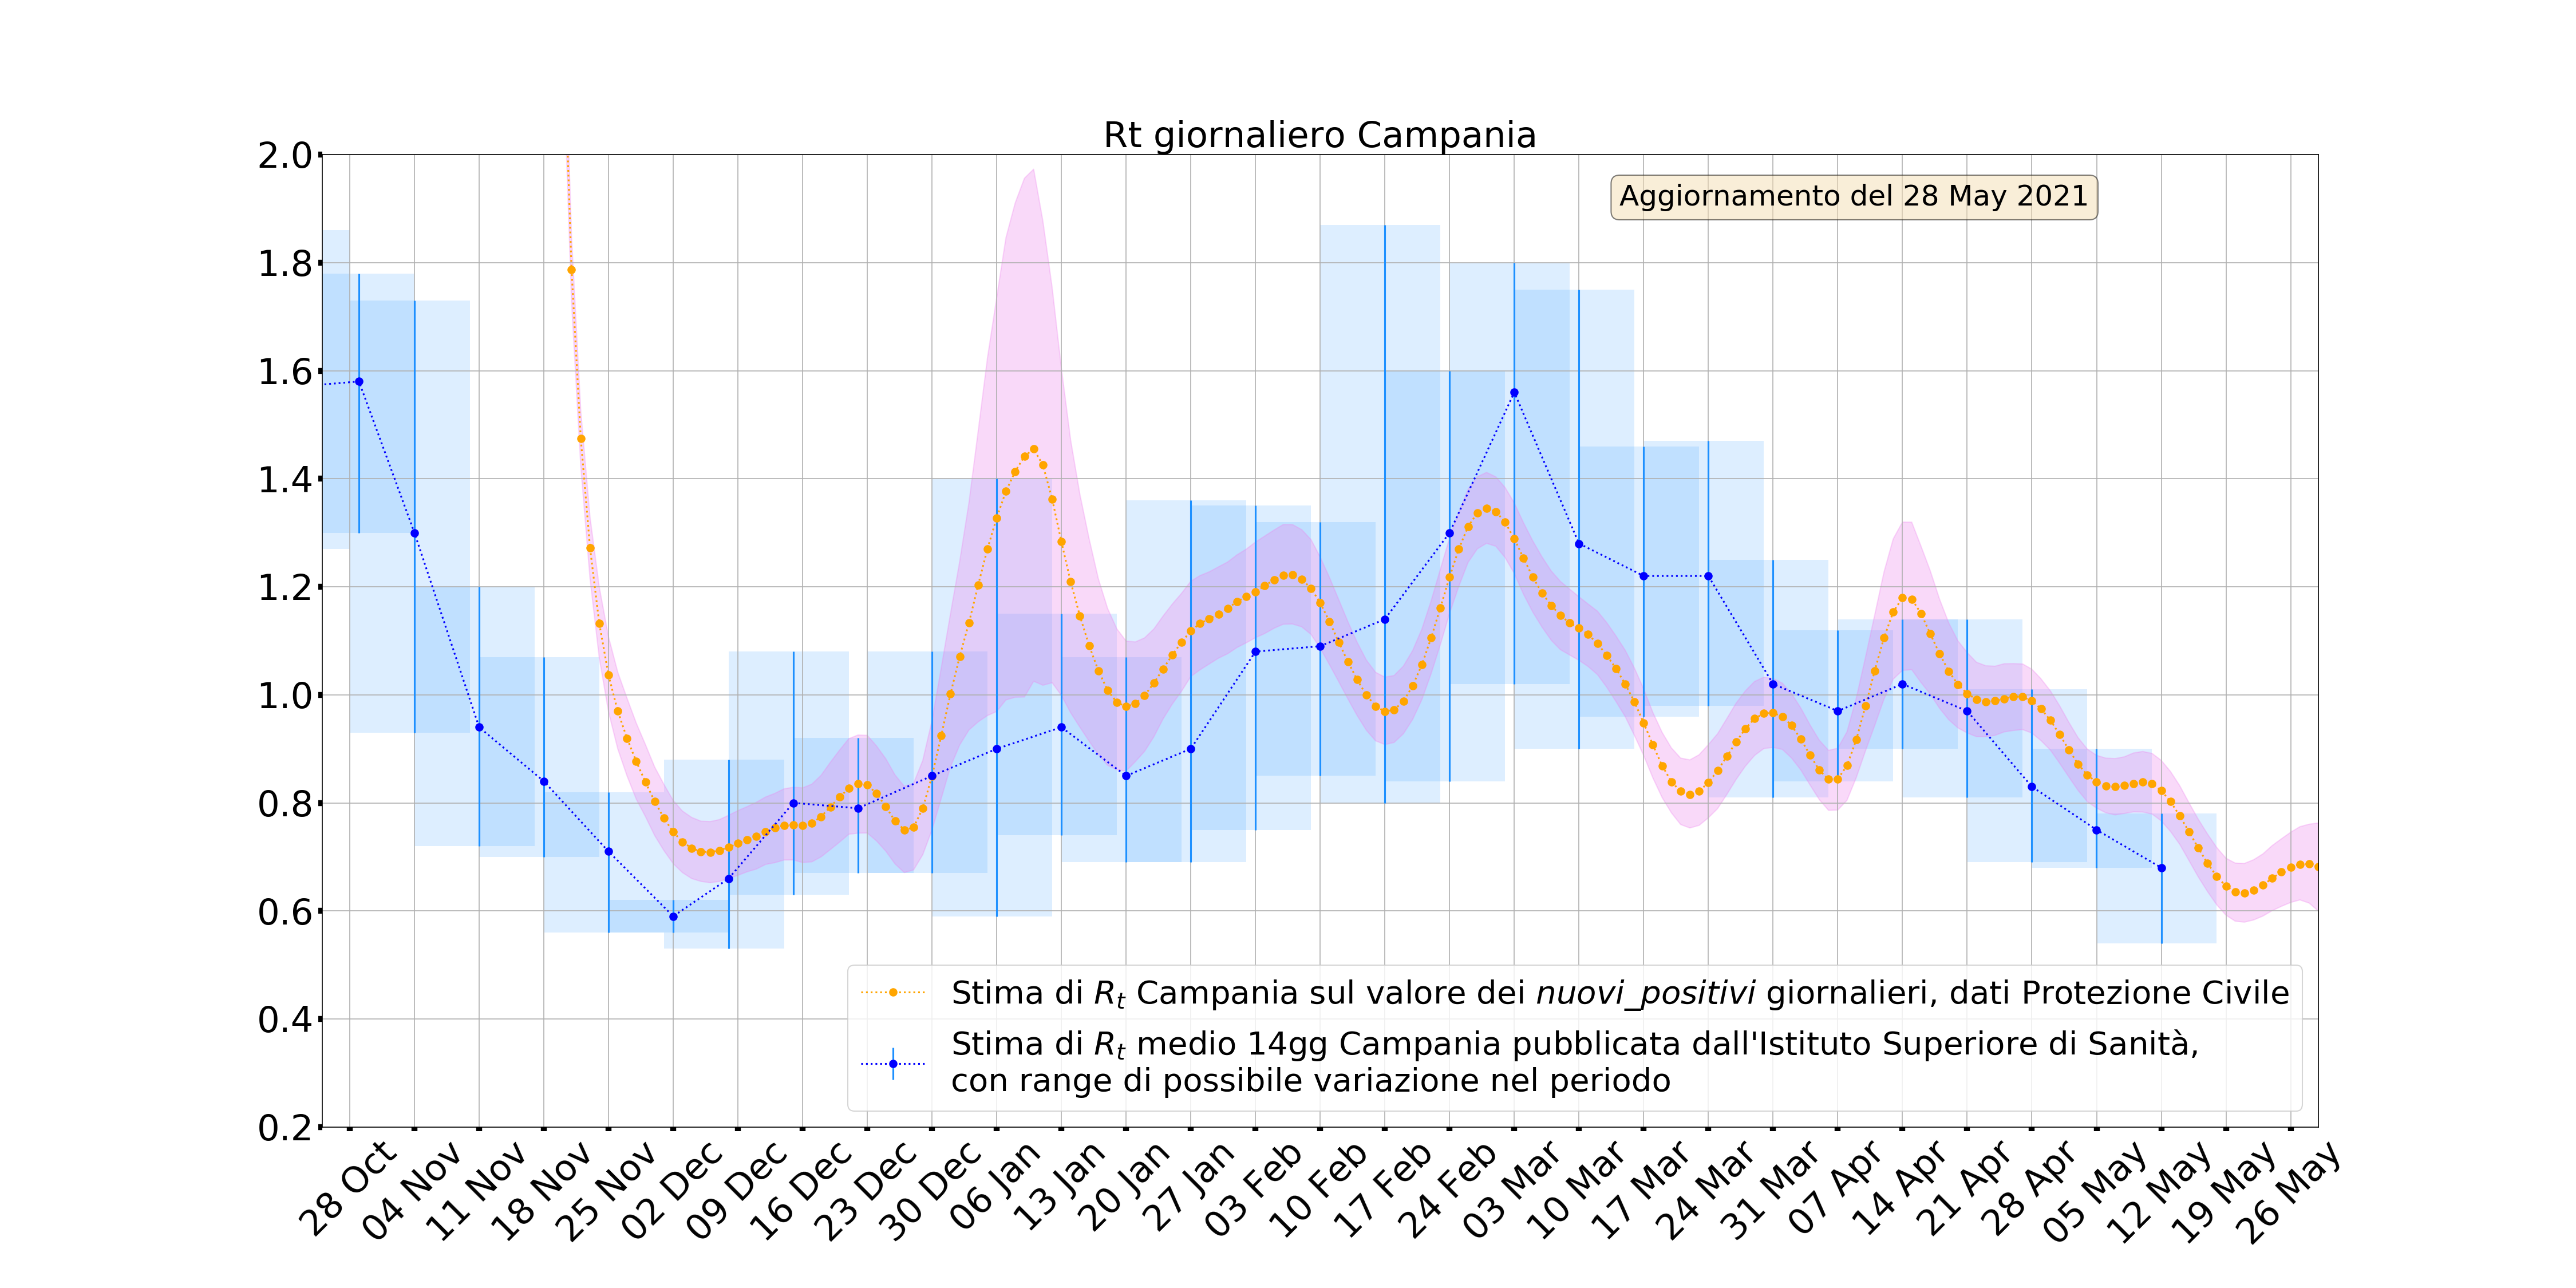 Rt giornaliero Campania
Aggiornamento del 28 May 2021
2.0
1.8
1.6
1.4
1.2
1.0
0.8
0.6
0.4
0.2
Stima di Rt Campania sul valore dei nuovi_positivi giornalieri, dati Protezione Civile
Stima di Rt medio 14gg Campania pubblicata dall'Istituto Superiore di Sanità,
con range di possibile variazione nel periodo
28 Oct
04 Nov
11 Nov
18 Nov
25 Nov
02 Dec
09 Dec
16 Dec
23 Dec
30 Dec
06 Jan
13 Jan
20 Jan
27 Jan
03 Feb
10 Feb
17 Feb
24 Feb
03 Mar
10 Mar
17 Mar
24 Mar
31 Mar
07 Apr
14 Apr
21 Apr
28 Apr
05 May
12 May
19 May
26 May